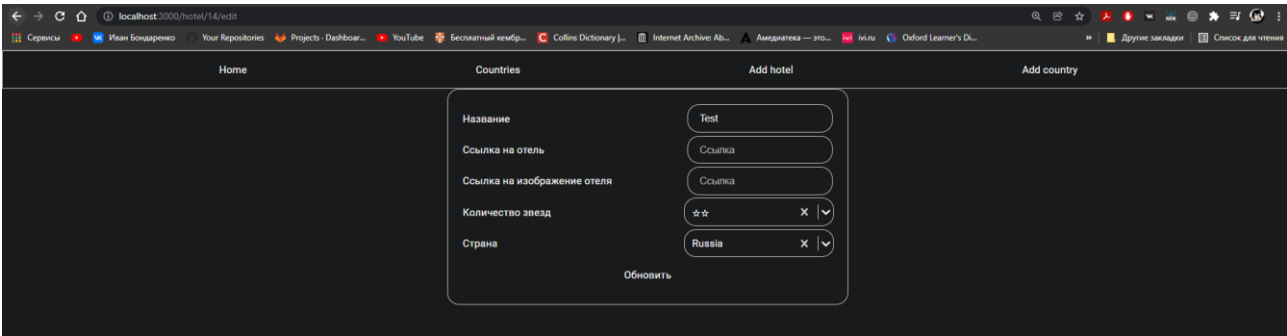 localhost:3000/hotel/14/edit
Сервисы Иван Бондаренко Your Repositories Projects · Dashboar... YouTube Бесплатный кембр... Collins Dictionary |... Internet Archive: Ab... Амедиатека — это... ivi.ru Oxford Learner's Di... » Другие закладки Список для чтения
Home Countries Add hotel Add country
Название Test
Ссылка на отель Ссылка
Ссылка на изображение отеля Ссылка
Количество звезд ☆☆
Страна Russia
Обновить